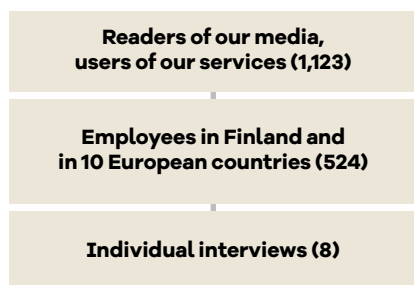 Readers of our media,
users of our services (1,123)
Employees in Finland and
in 10 European countries (524)
Individual interviews (8)